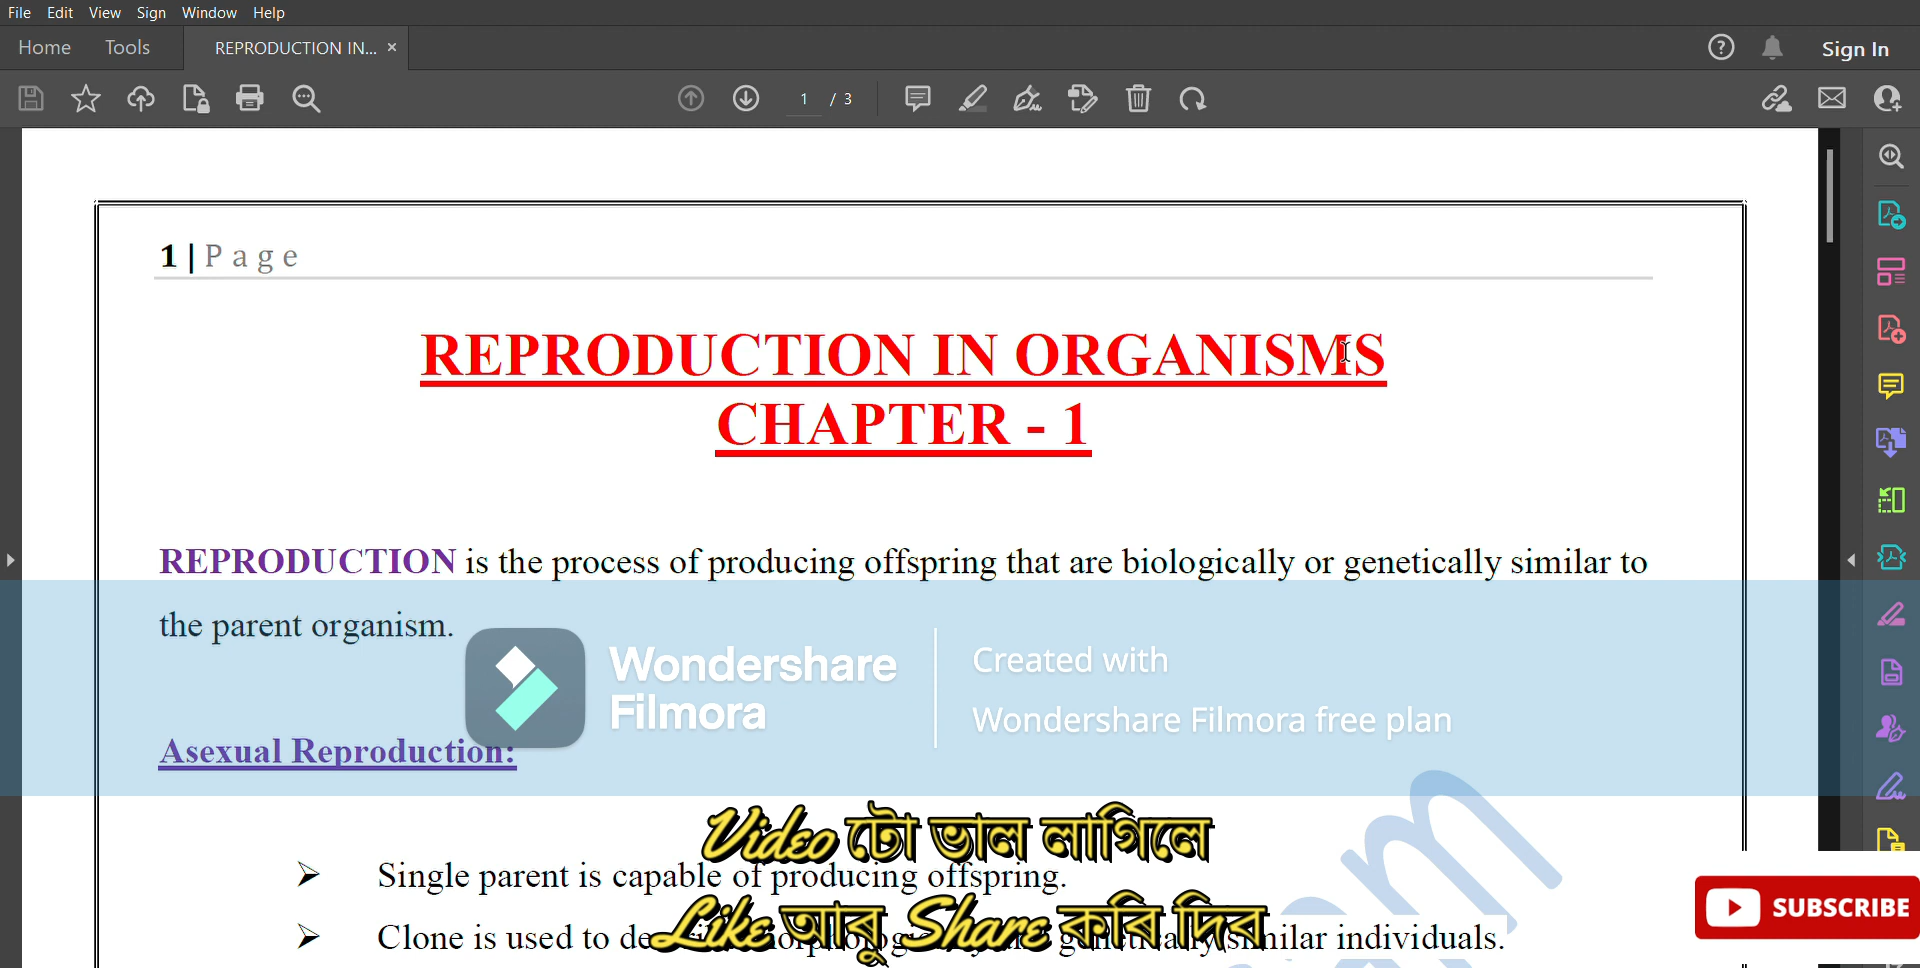 File Edit View Sign Window Help
Home Tools REPRODUCTION IN... × Sign In
1 / 3
1 | P a g e
REPRODUCTION IN ORGANISMS
CHAPTER - 1
REPRODUCTION is the process of producing offspring that are biologically or genetically similar to
the parent organism.
Wondershare
Filmora
Created with
Wondershare Filmora free plan
Asexual Reproduction:
Video টো ভাল লাগিলে
Single parent is capable of producing offspring.
Like আৰু Share কৰি দিব
Clone is used to genetically similar individuals.
SUBSCRIBE